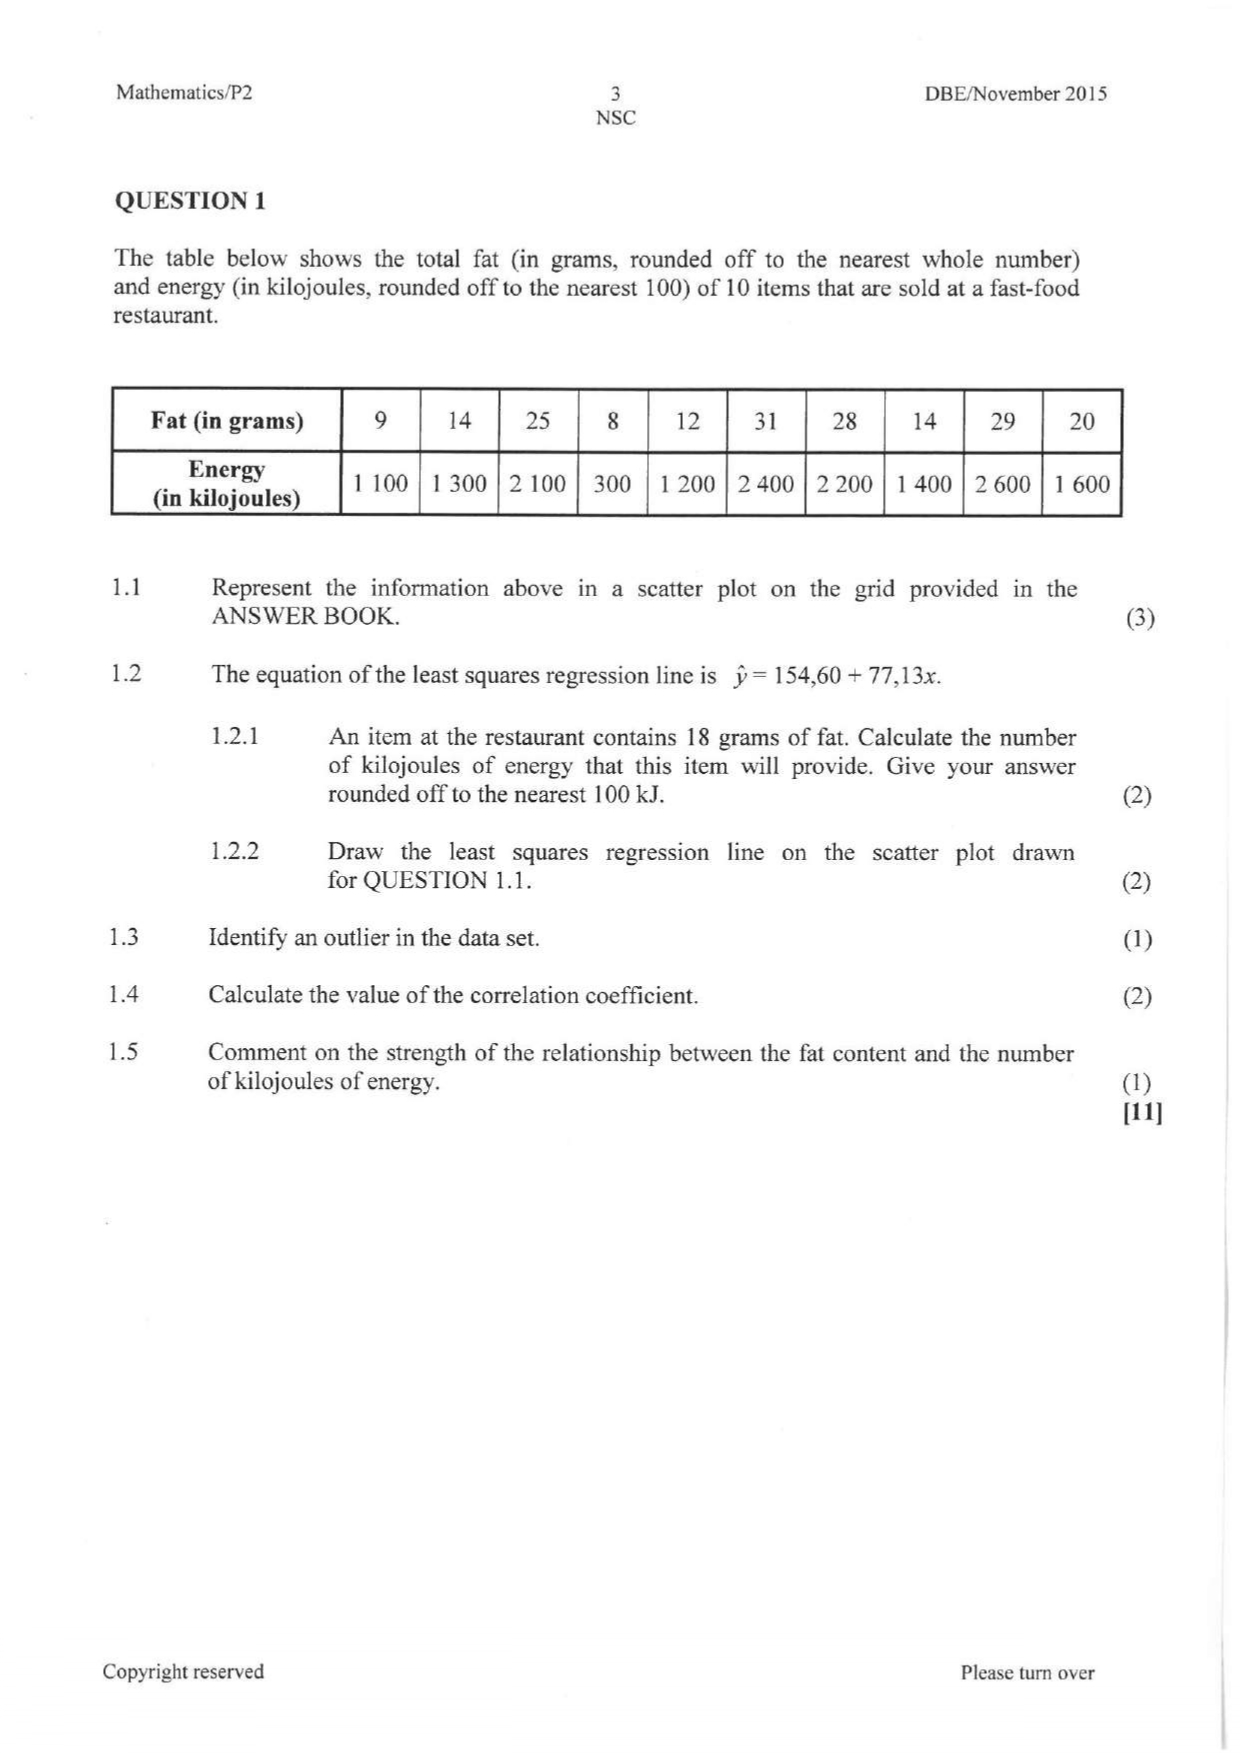 Mathematics/P2 3 DBE/November 2015
NSC
QUESTION 1
The table below shows the total fat (in grams, rounded off to the nearest whole number)
and energy (in kilojoules, rounded off to the nearest 100) of 10 items that are sold at a fast-food
restaurant.
Fat (in grams) 9 14 25 8 12 31 28 14 29 20
Energy
(in kilojoules) 1 100 1 300 2 100 300 1 200 2 400 2 200 1 400 2 600 1 600
1.1 Represent the information above in a scatter plot on the grid provided in the
ANSWER BOOK. (3)
1.2 The equation of the least squares regression line is ŷ = 154,60 + 77,13x.
1.2.1 An item at the restaurant contains 18 grams of fat. Calculate the number
of kilojoules of energy that this item will provide. Give your answer
rounded off to the nearest 100 kJ. (2)
1.2.2 Draw the least squares regression line on the scatter plot drawn
for QUESTION 1.1. (2)
1.3 Identify an outlier in the data set. (1)
1.4 Calculate the value of the correlation coefficient. (2)
1.5 Comment on the strength of the relationship between the fat content and the number
of kilojoules of energy. (1)
[11]
Copyright reserved Please turn over